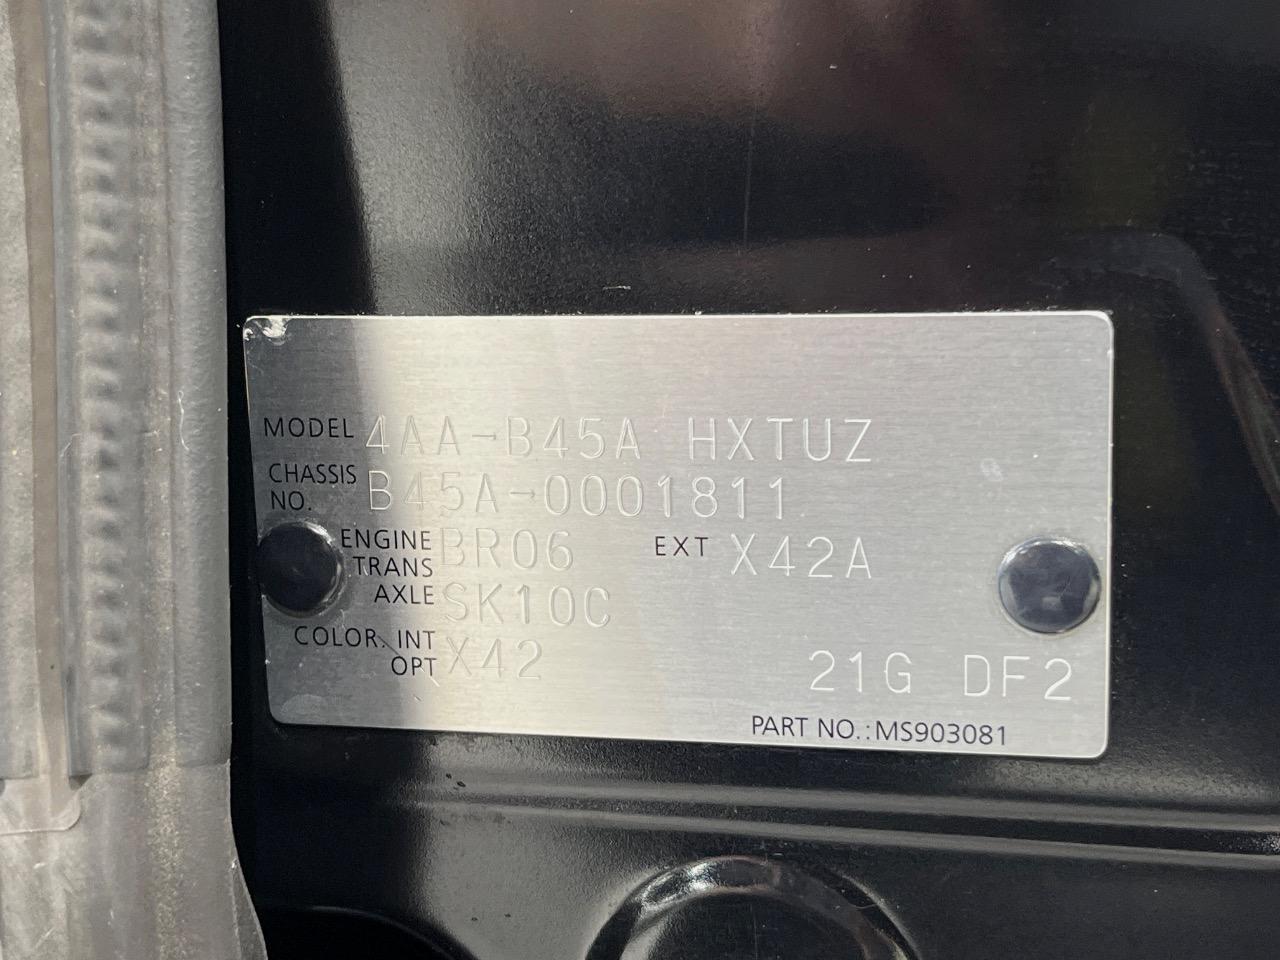 MODEL 4AA-B45A HXTUZ
CHASSIS NO. B45A-0001811
ENGINE BR06 EXT X42A
TRANS AXLE SK10C
COLOR. INT OPT X42 21G DF2
PART NO.:MS903081